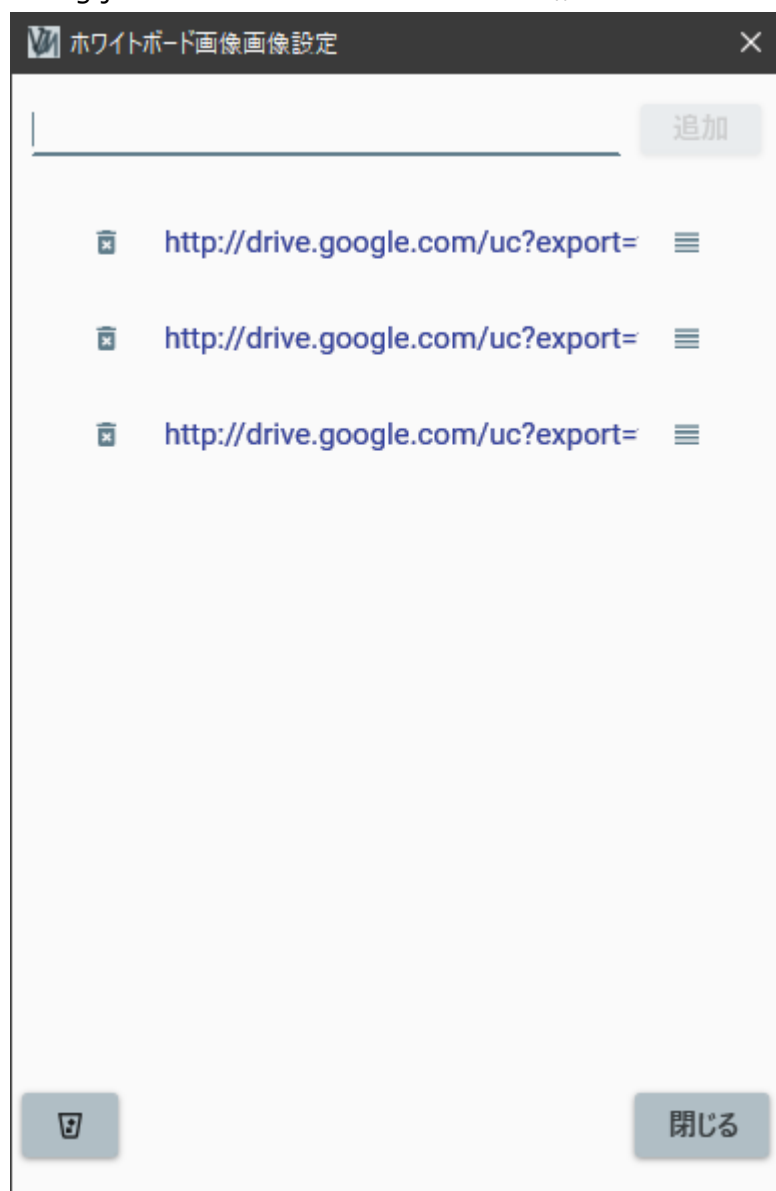 ホワイトボード画像画像設定
追加
http://drive.google.com/uc?export=
http://drive.google.com/uc?export=
http://drive.google.com/uc?export=
閉じる